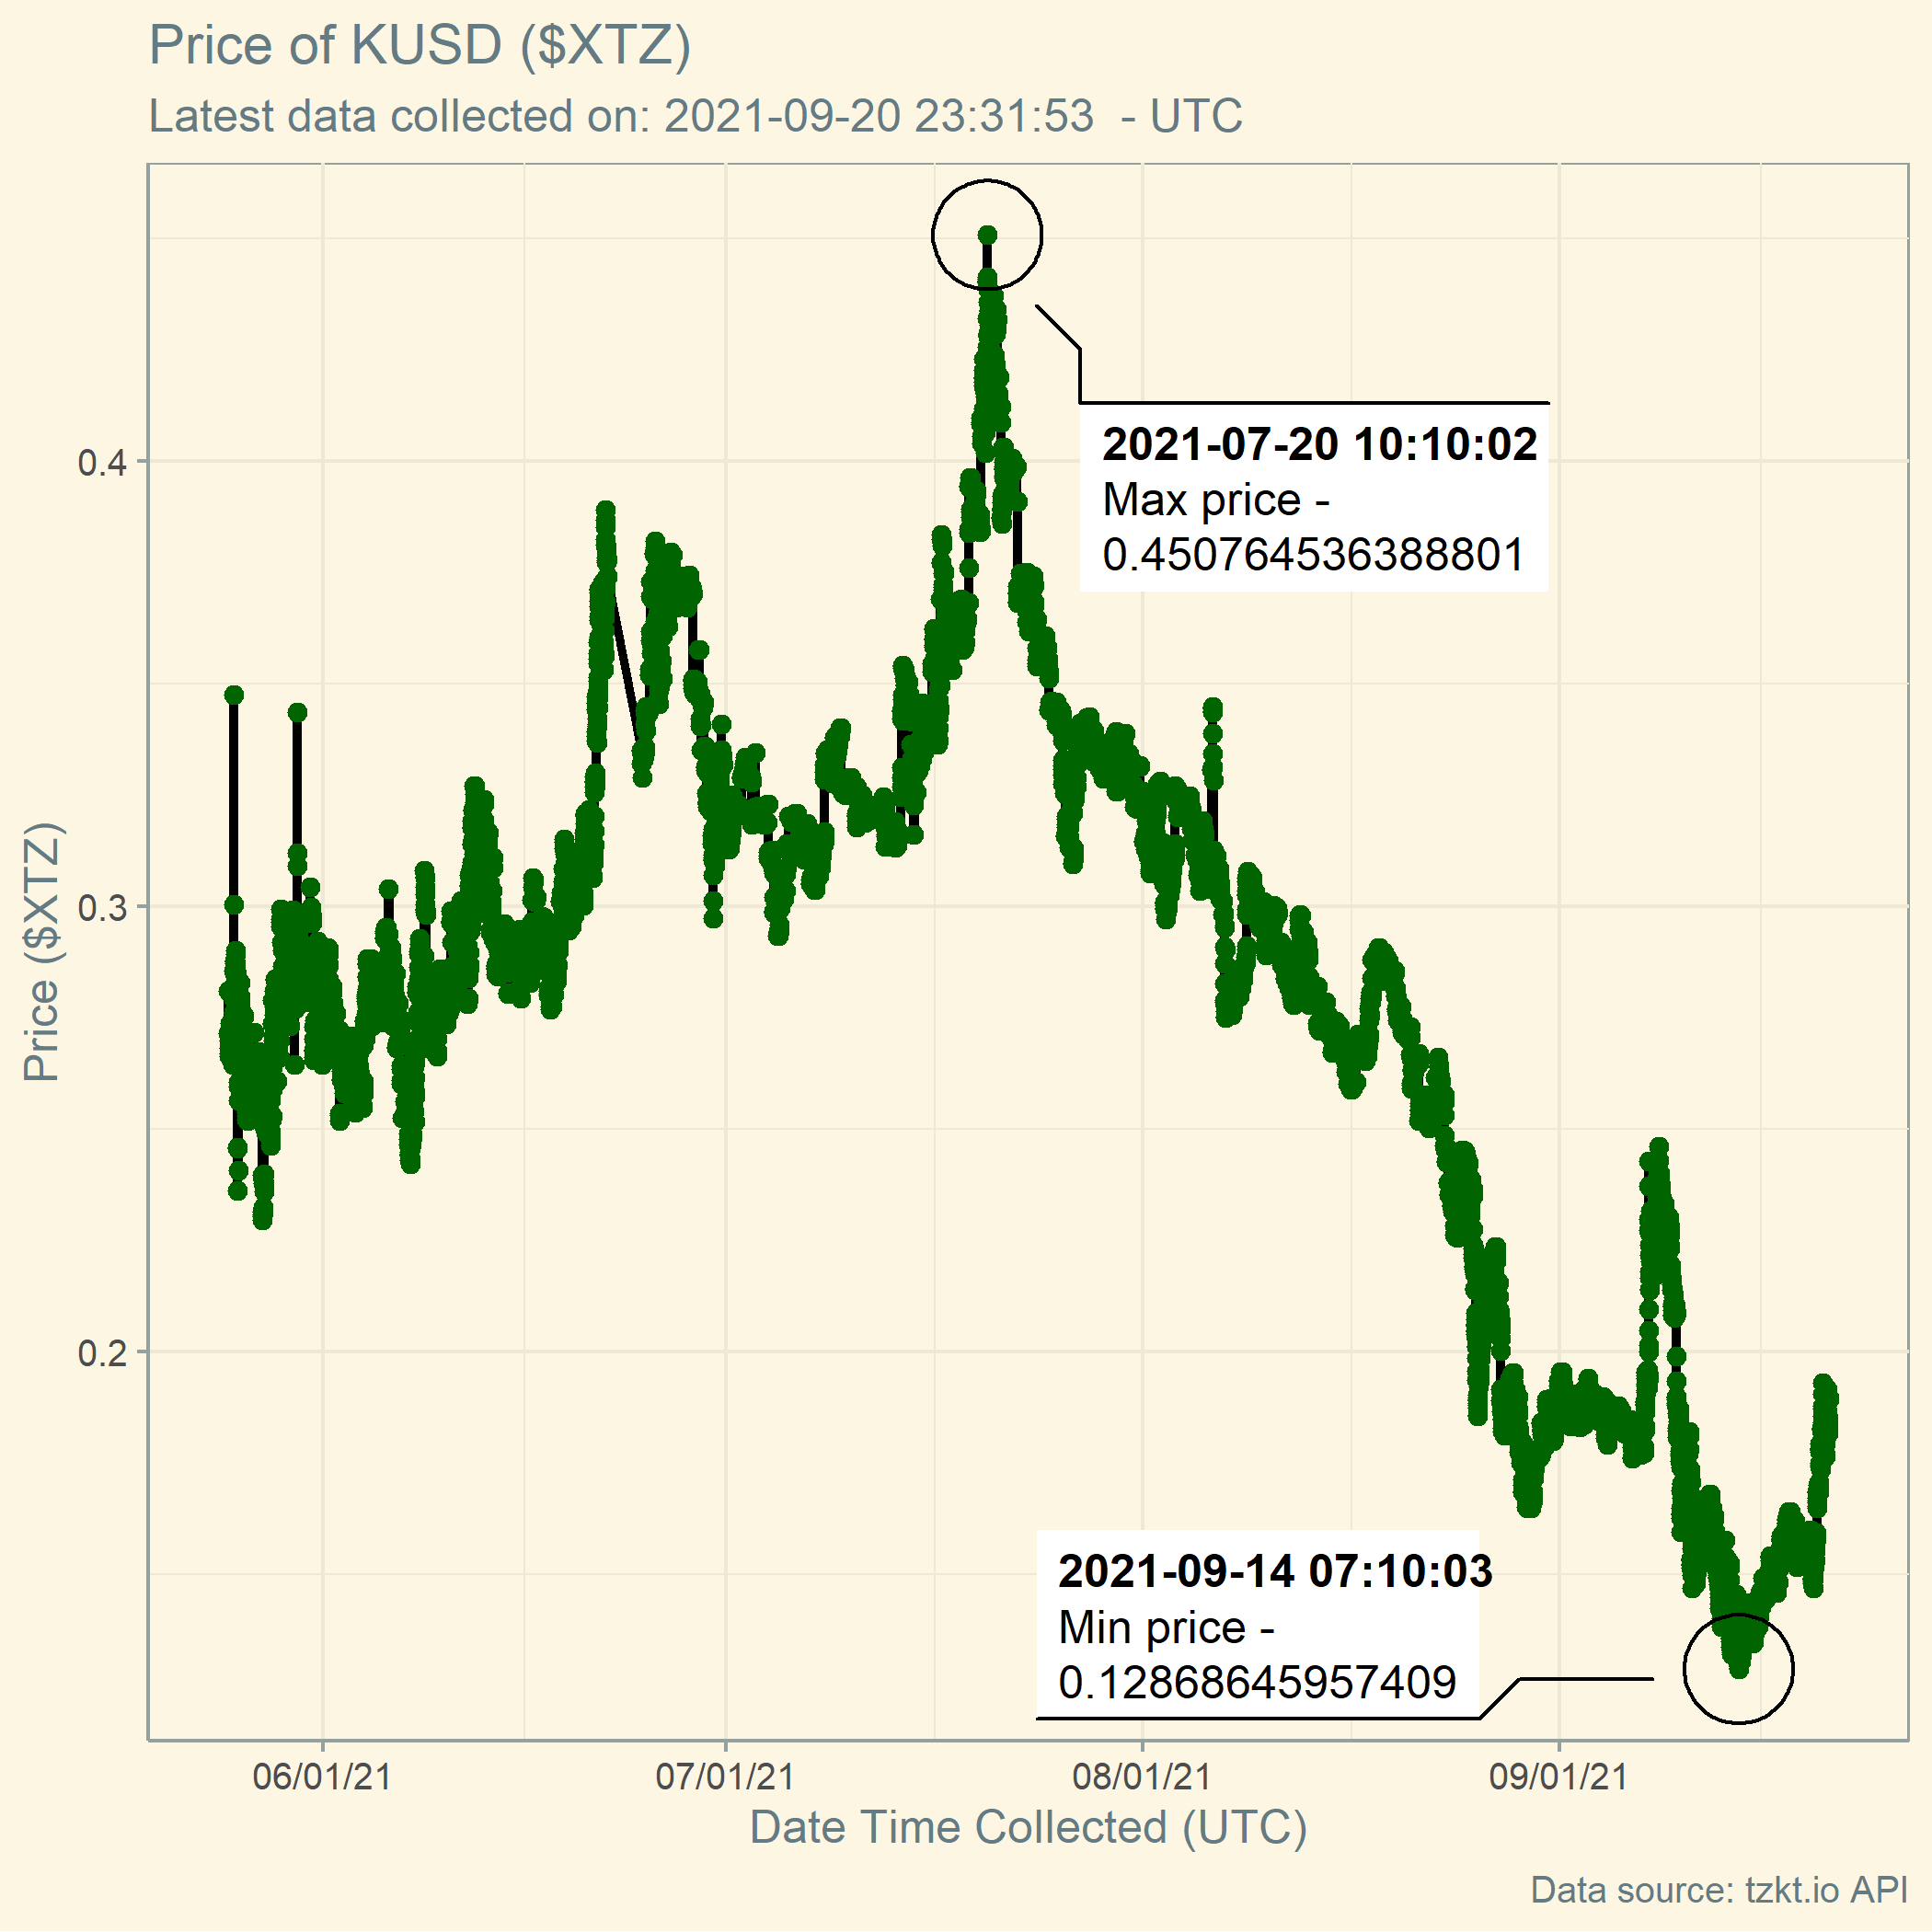 Price of KUSD ($XTZ)
Latest data collected on: 2021-09-20 23:31:53  - UTC
2021-07-20 10:10:02
Max price -
0.450764536388801
0.4
0.3
0.2
Price ($XTZ)
2021-09-14 07:10:03
Min price -
0.12868645957409
06/01/21
07/01/21
08/01/21
09/01/21
Date Time Collected (UTC)
Data source: tzkt.io API